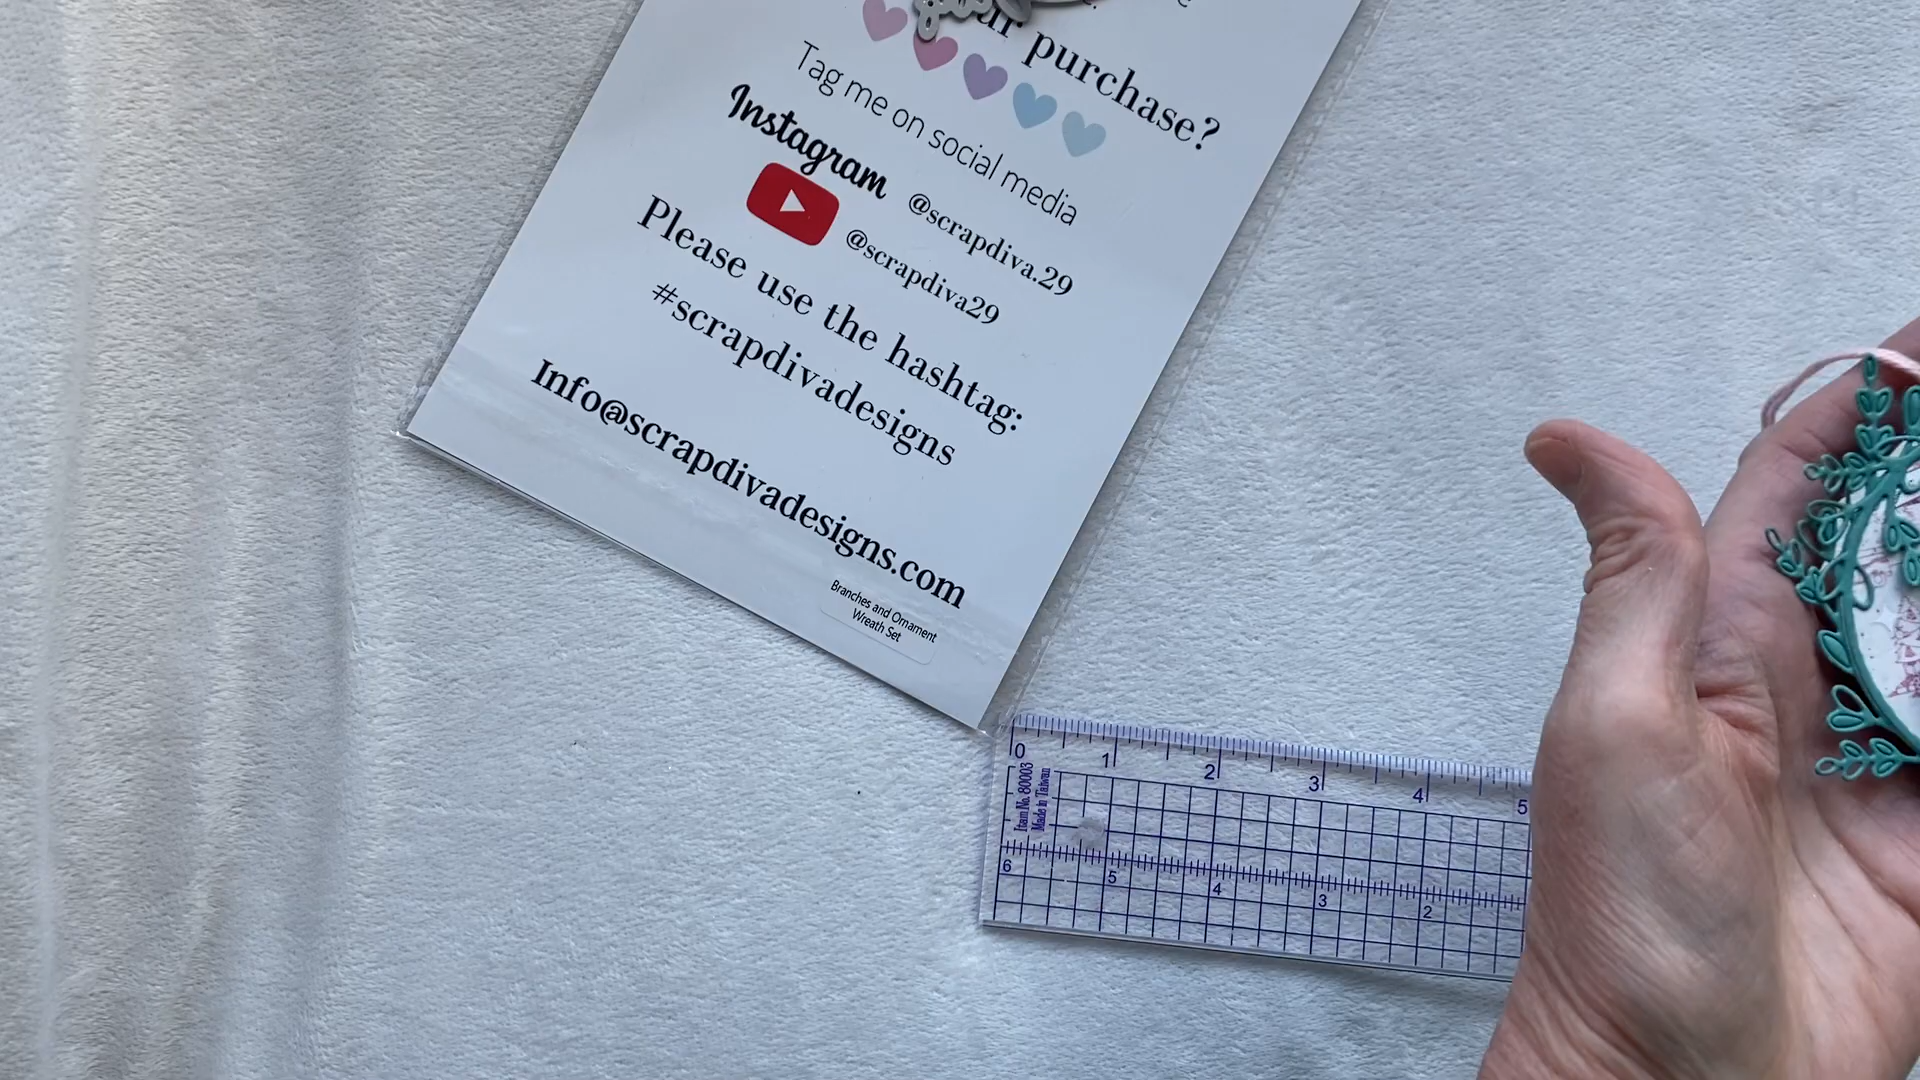 purchase?
Tag me on social media
Instagram @scrapdiva.29
@scrapdiva29
Please use the hashtag:
#scrapdivadesigns
Info@scrapdivadesigns.com
Branches and Ornament
Wreath Set
0 1 2 3 4 5
Item No. 80003
Made in Taiwan
6 5 4 3 2